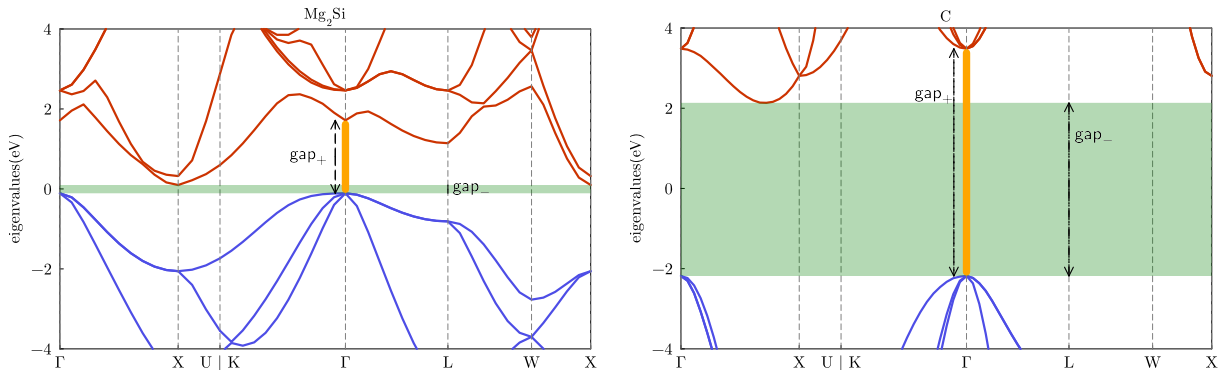 Mg2Si
eigenvalues(eV)
4
2
0
−2
−4
gap+
gap−
Γ X U | K Γ L W X
C
eigenvalues(eV)
4
2
0
−2
−4
gap+
gap−
Γ X U | K Γ L W X